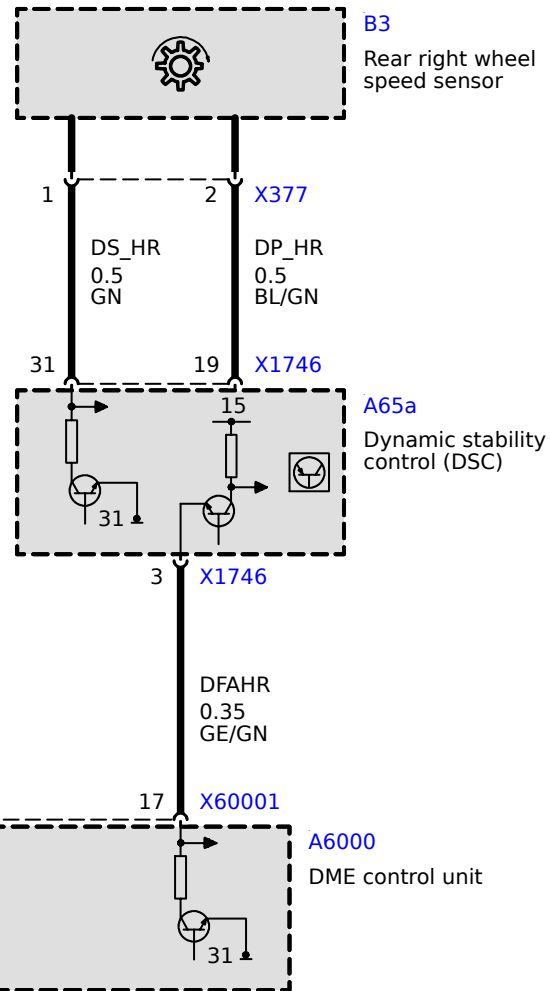 B3
Rear right wheel
speed sensor
1
2
X377
DS_HR
0.5
GN
DP_HR
0.5
BL/GN
31
19
X1746
A65a
Dynamic stability
control (DSC)
15
31
3
X1746
DFAHR
0.35
GE/GN
17
X60001
A6000
DME control unit
31